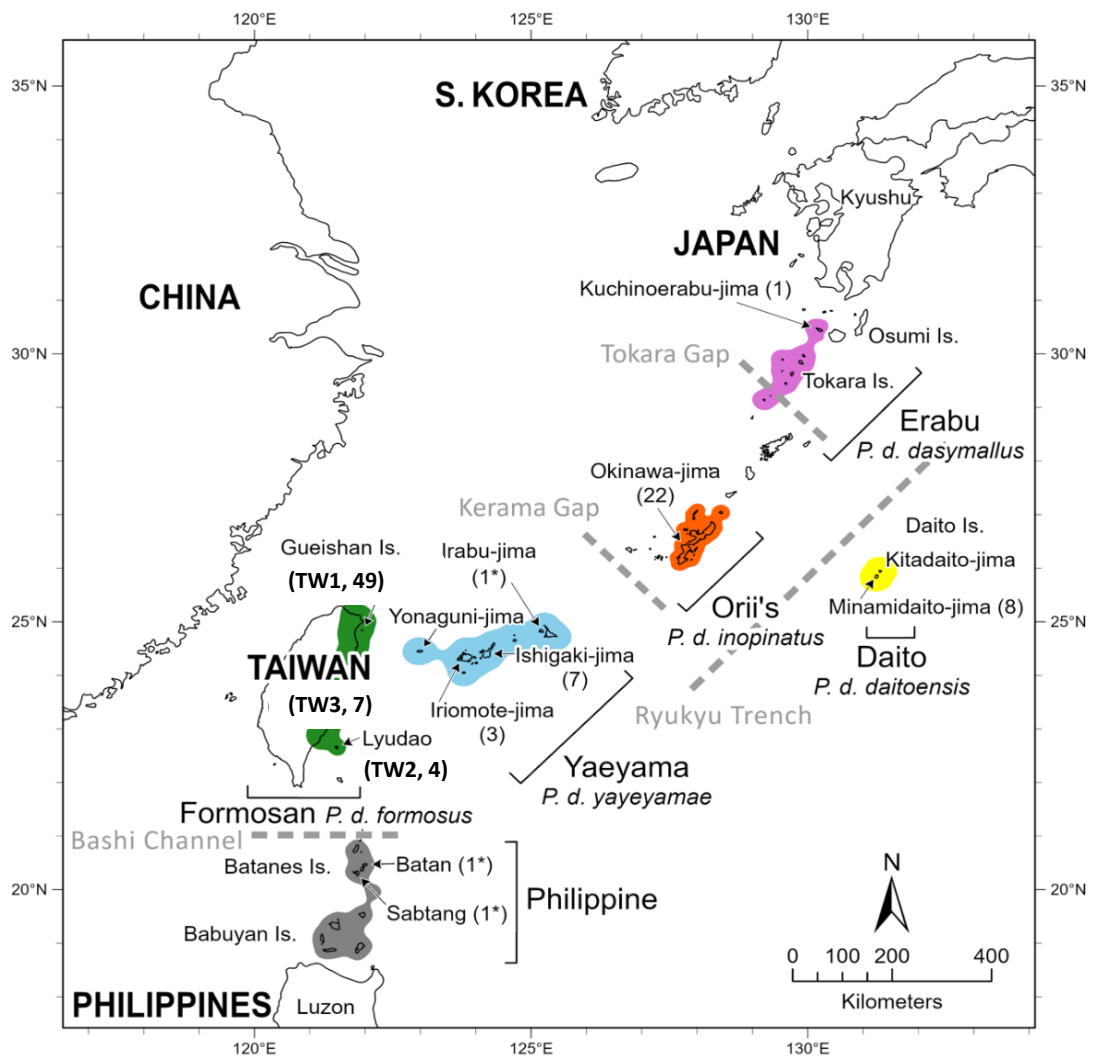 120°E
125°E
130°E
35°N
35°N
S. KOREA
Kyushu
JAPAN
CHINA
Kuchinoerabu-jima (1)
Osumi Is.
30°N
30°N
Tokara Gap
Tokara Is.
Erabu
P. d. dasymallus
Okinawa-jima
(22)
Kerama Gap
Daito Is.
Kitadaito-jima
Minamidaito-jima (8)
Gueishan Is.
(TW1, 49)
Irabu-jima
(1*)
Yonaguni-jima
25°N
25°N
Orii's
P. d. inopinatus
Daito
P. d. daitoensis
TAIWAN
Ishigaki-jima
(7)
(TW3, 7)
Iriomote-jima
(3)
Ryukyu Trench
Lyudao
(TW2, 4)
Yaeyama
P. d. yayeyamae
Formosan P. d. formosus
Bashi Channel
Batanes Is.
Batan (1*)
20°N
20°N
Sabtang (1*)
Philippine
Babuyan Is.
N
0 100 200 400
Kilometers
PHILIPPINES
Luzon
120°E
125°E
130°E